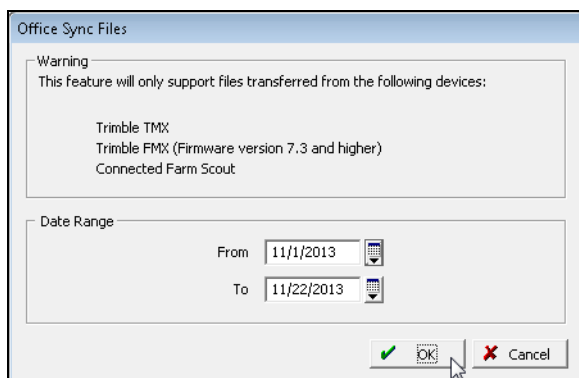 Office Sync Files
Warning
This feature will only support files transferred from the following devices:
Trimble TMX
Trimble FMX (Firmware version 7.3 and higher)
Connected Farm Scout
Date Range
From 11/1/2013
To 11/22/2013
OK Cancel